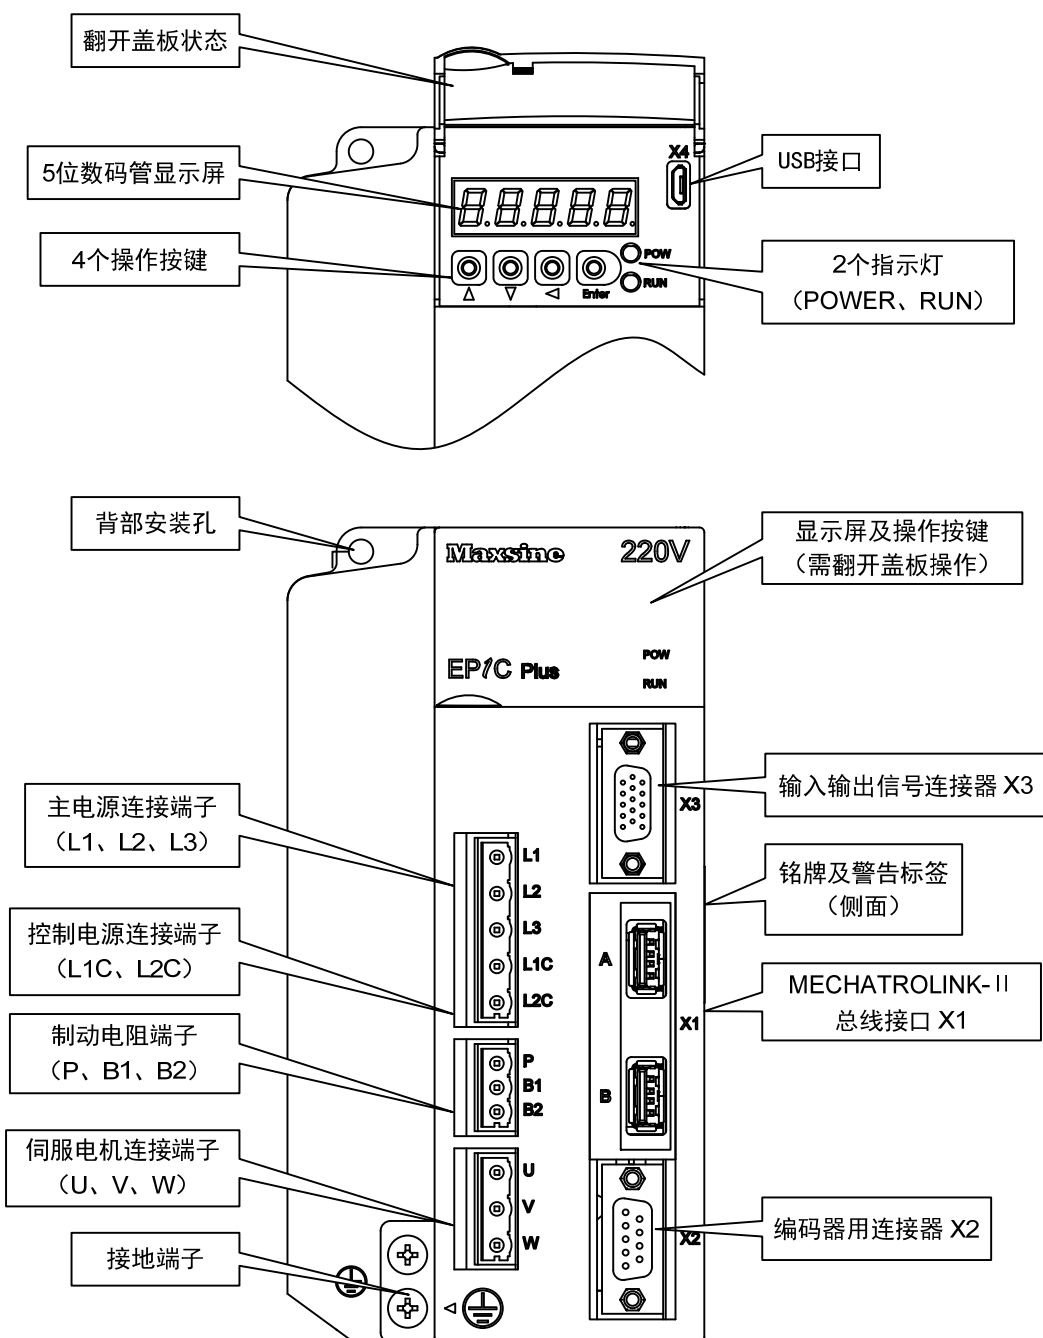 翻开盖板状态
X4
USB接口
5位数码管显示屏
8.8.8.8.8.
4个操作按键
POW
RUN
Enter
2个指示灯
（POWER、RUN）
背部安装孔
Maxsine
220V
显示屏及操作按键
（需翻开盖板操作）
EP1C Plus
POW
RUN
主电源连接端子
（L1、L2、L3）
X3
输入输出信号连接器 X3
L1
L2
L3
L1C
L2C
铭牌及警告标签
（侧面）
控制电源连接端子
（L1C、L2C）
A
X1
B
MECHATROLINK-II
总线接口 X1
制动电阻端子
（P、B1、B2）
P
B1
B2
伺服电机连接端子
（U、V、W）
U
V
W
X2
编码器用连接器 X2
接地端子